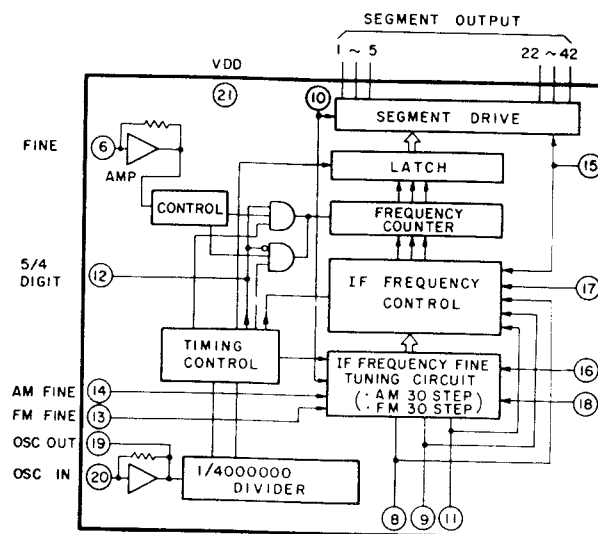 SEGMENT OUTPUT
1 ~ 5
22 ~ 42
VDD
21
10
SEGMENT DRIVE
FINE
6
AMP
LATCH
15
CONTROL
FREQUENCY
COUNTER
5/4
DIGIT
12
IF FREQUENCY
CONTROL
17
TIMING
CONTROL
IF FREQUENCY FINE
TUNING CIRCUIT
(· AM 30 STEP)
(· FM 30 STEP)
16
18
AM FINE
14
FM FINE
13
OSC OUT
19
OSC IN
20
1/4000000
DIVIDER
8
9
11